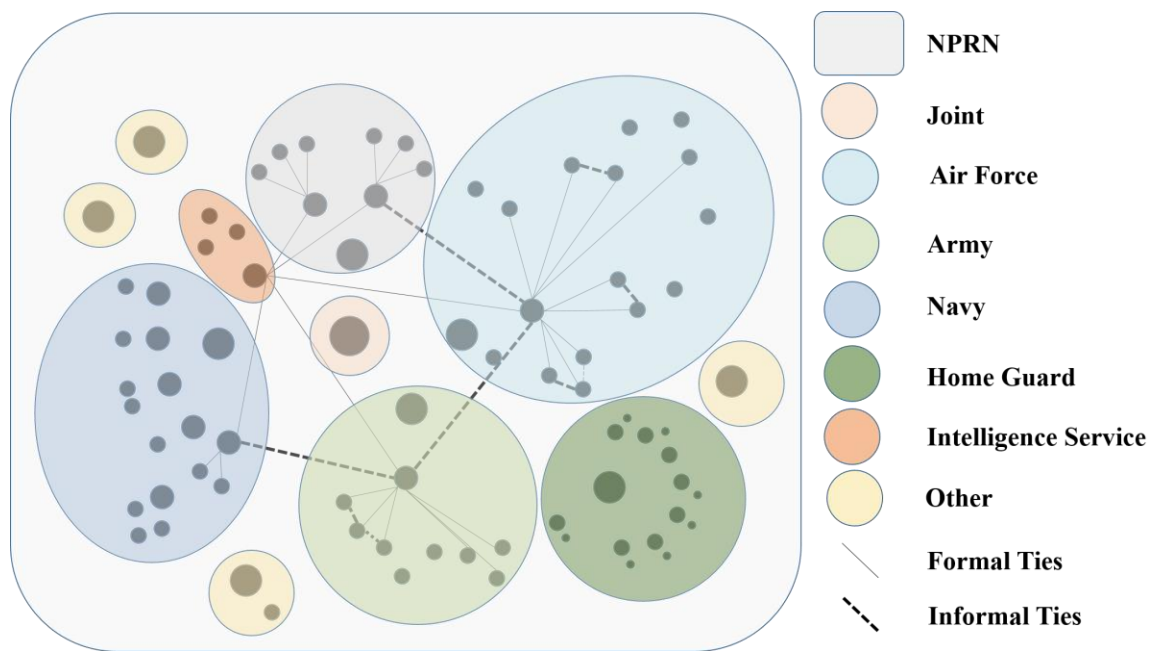 NPRN
Joint
Air Force
Army
Navy
Home Guard
Intelligence Service
Other
Formal Ties
Informal Ties